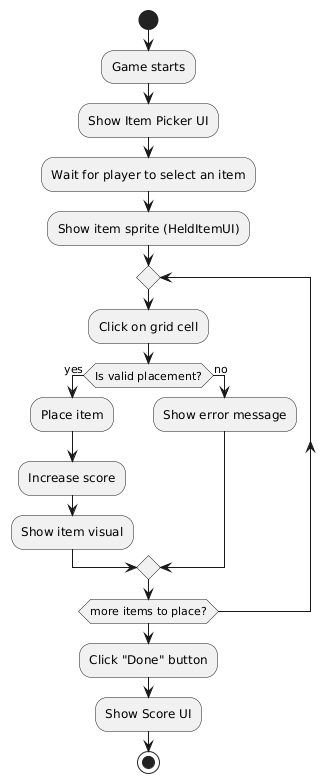 Game starts
Show Item Picker UI
Wait for player to select an item
Show item sprite (HeldItemUI)
Click on grid cell
yes
Is valid placement?
no
Place item
Show error message
Increase score
Show item visual
more items to place?
Click "Done" button
Show Score UI